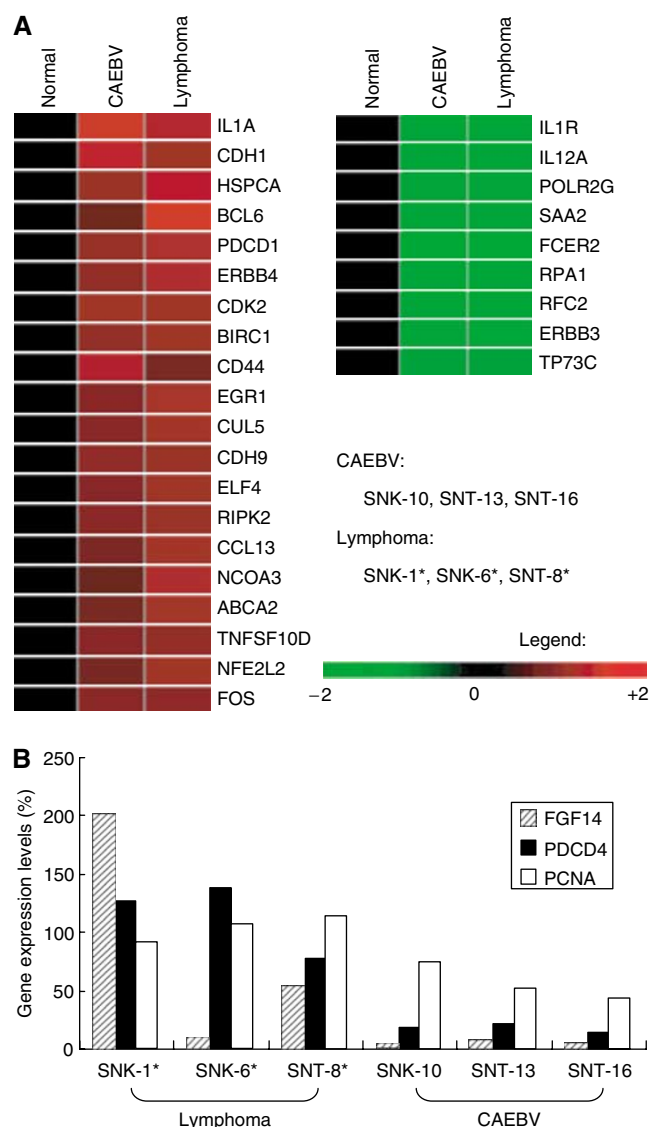 A
Normal CAEBV Lymphoma
IL1A
CDH1
HSPCA
BCL6
PDCD1
ERBB4
CDK2
BIRC1
CD44
EGR1
CUL5
CDH9
ELF4
RIPK2
CCL13
NCOA3
ABCA2
TNFSF10D
NFE2L2
FOS
Normal CAEBV Lymphoma
IL1R
IL12A
POLR2G
SAA2
FCER2
RPA1
RFC2
ERBB3
TP73C
CAEBV:
SNK-10, SNT-13, SNT-16
Lymphoma:
SNK-1*, SNK-6*, SNT-8*
Legend:
−2 0 +2
B
Gene expression levels (%)
250
200
150
100
50
0
FGF14
PDCD4
PCNA
SNK-1* SNK-6* SNT-8* SNK-10 SNT-13 SNT-16
Lymphoma CAEBV